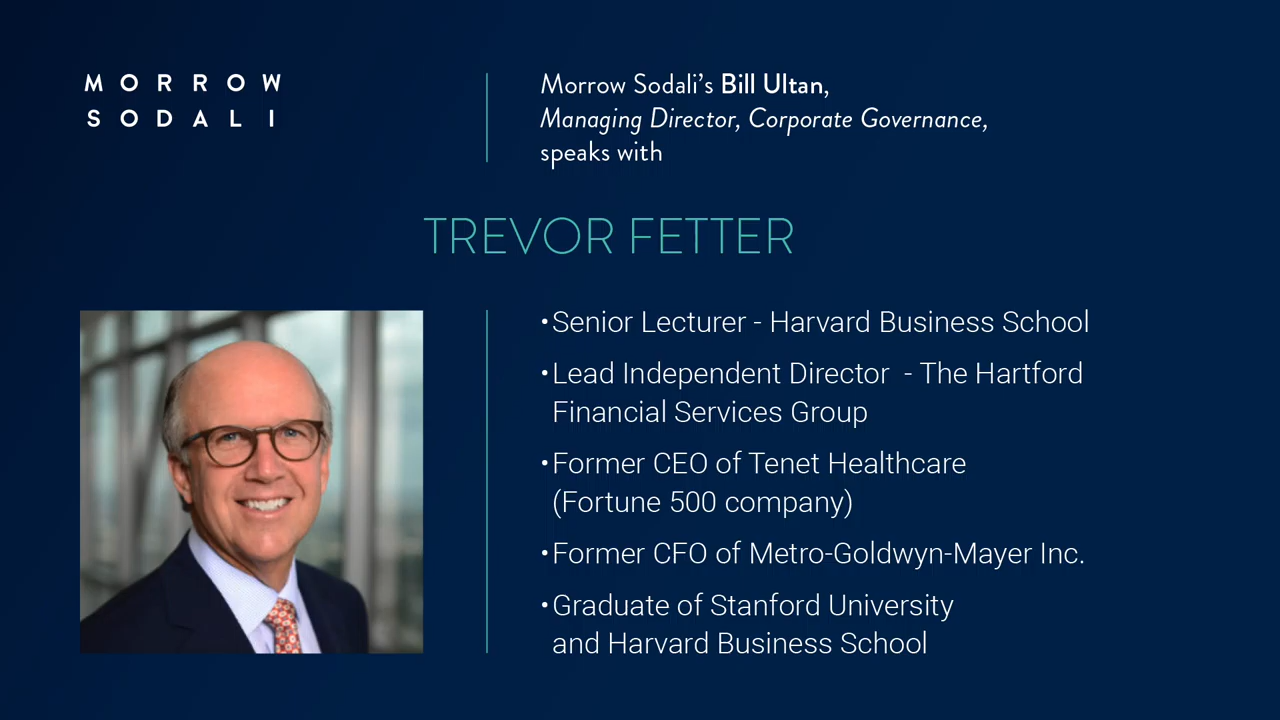 MORROW
SODALI
Morrow Sodali’s Bill Ultan,
Managing Director, Corporate Governance,
speaks with
TREVOR FETTER
•Senior Lecturer - Harvard Business School
•Lead Independent Director - The Hartford
Financial Services Group
•Former CEO of Tenet Healthcare
(Fortune 500 company)
•Former CFO of Metro-Goldwyn-Mayer Inc.
•Graduate of Stanford University
and Harvard Business School